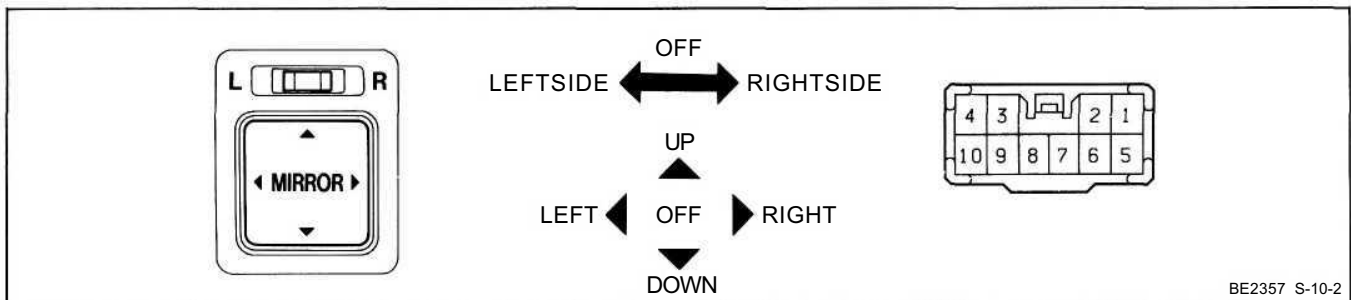 L R
MIRROR
OFF
LEFTSIDE RIGHTSIDE
UP
LEFT OFF RIGHT
DOWN
4 3 2 1
10 9 8 7 6 5
BE2357 S-10-2